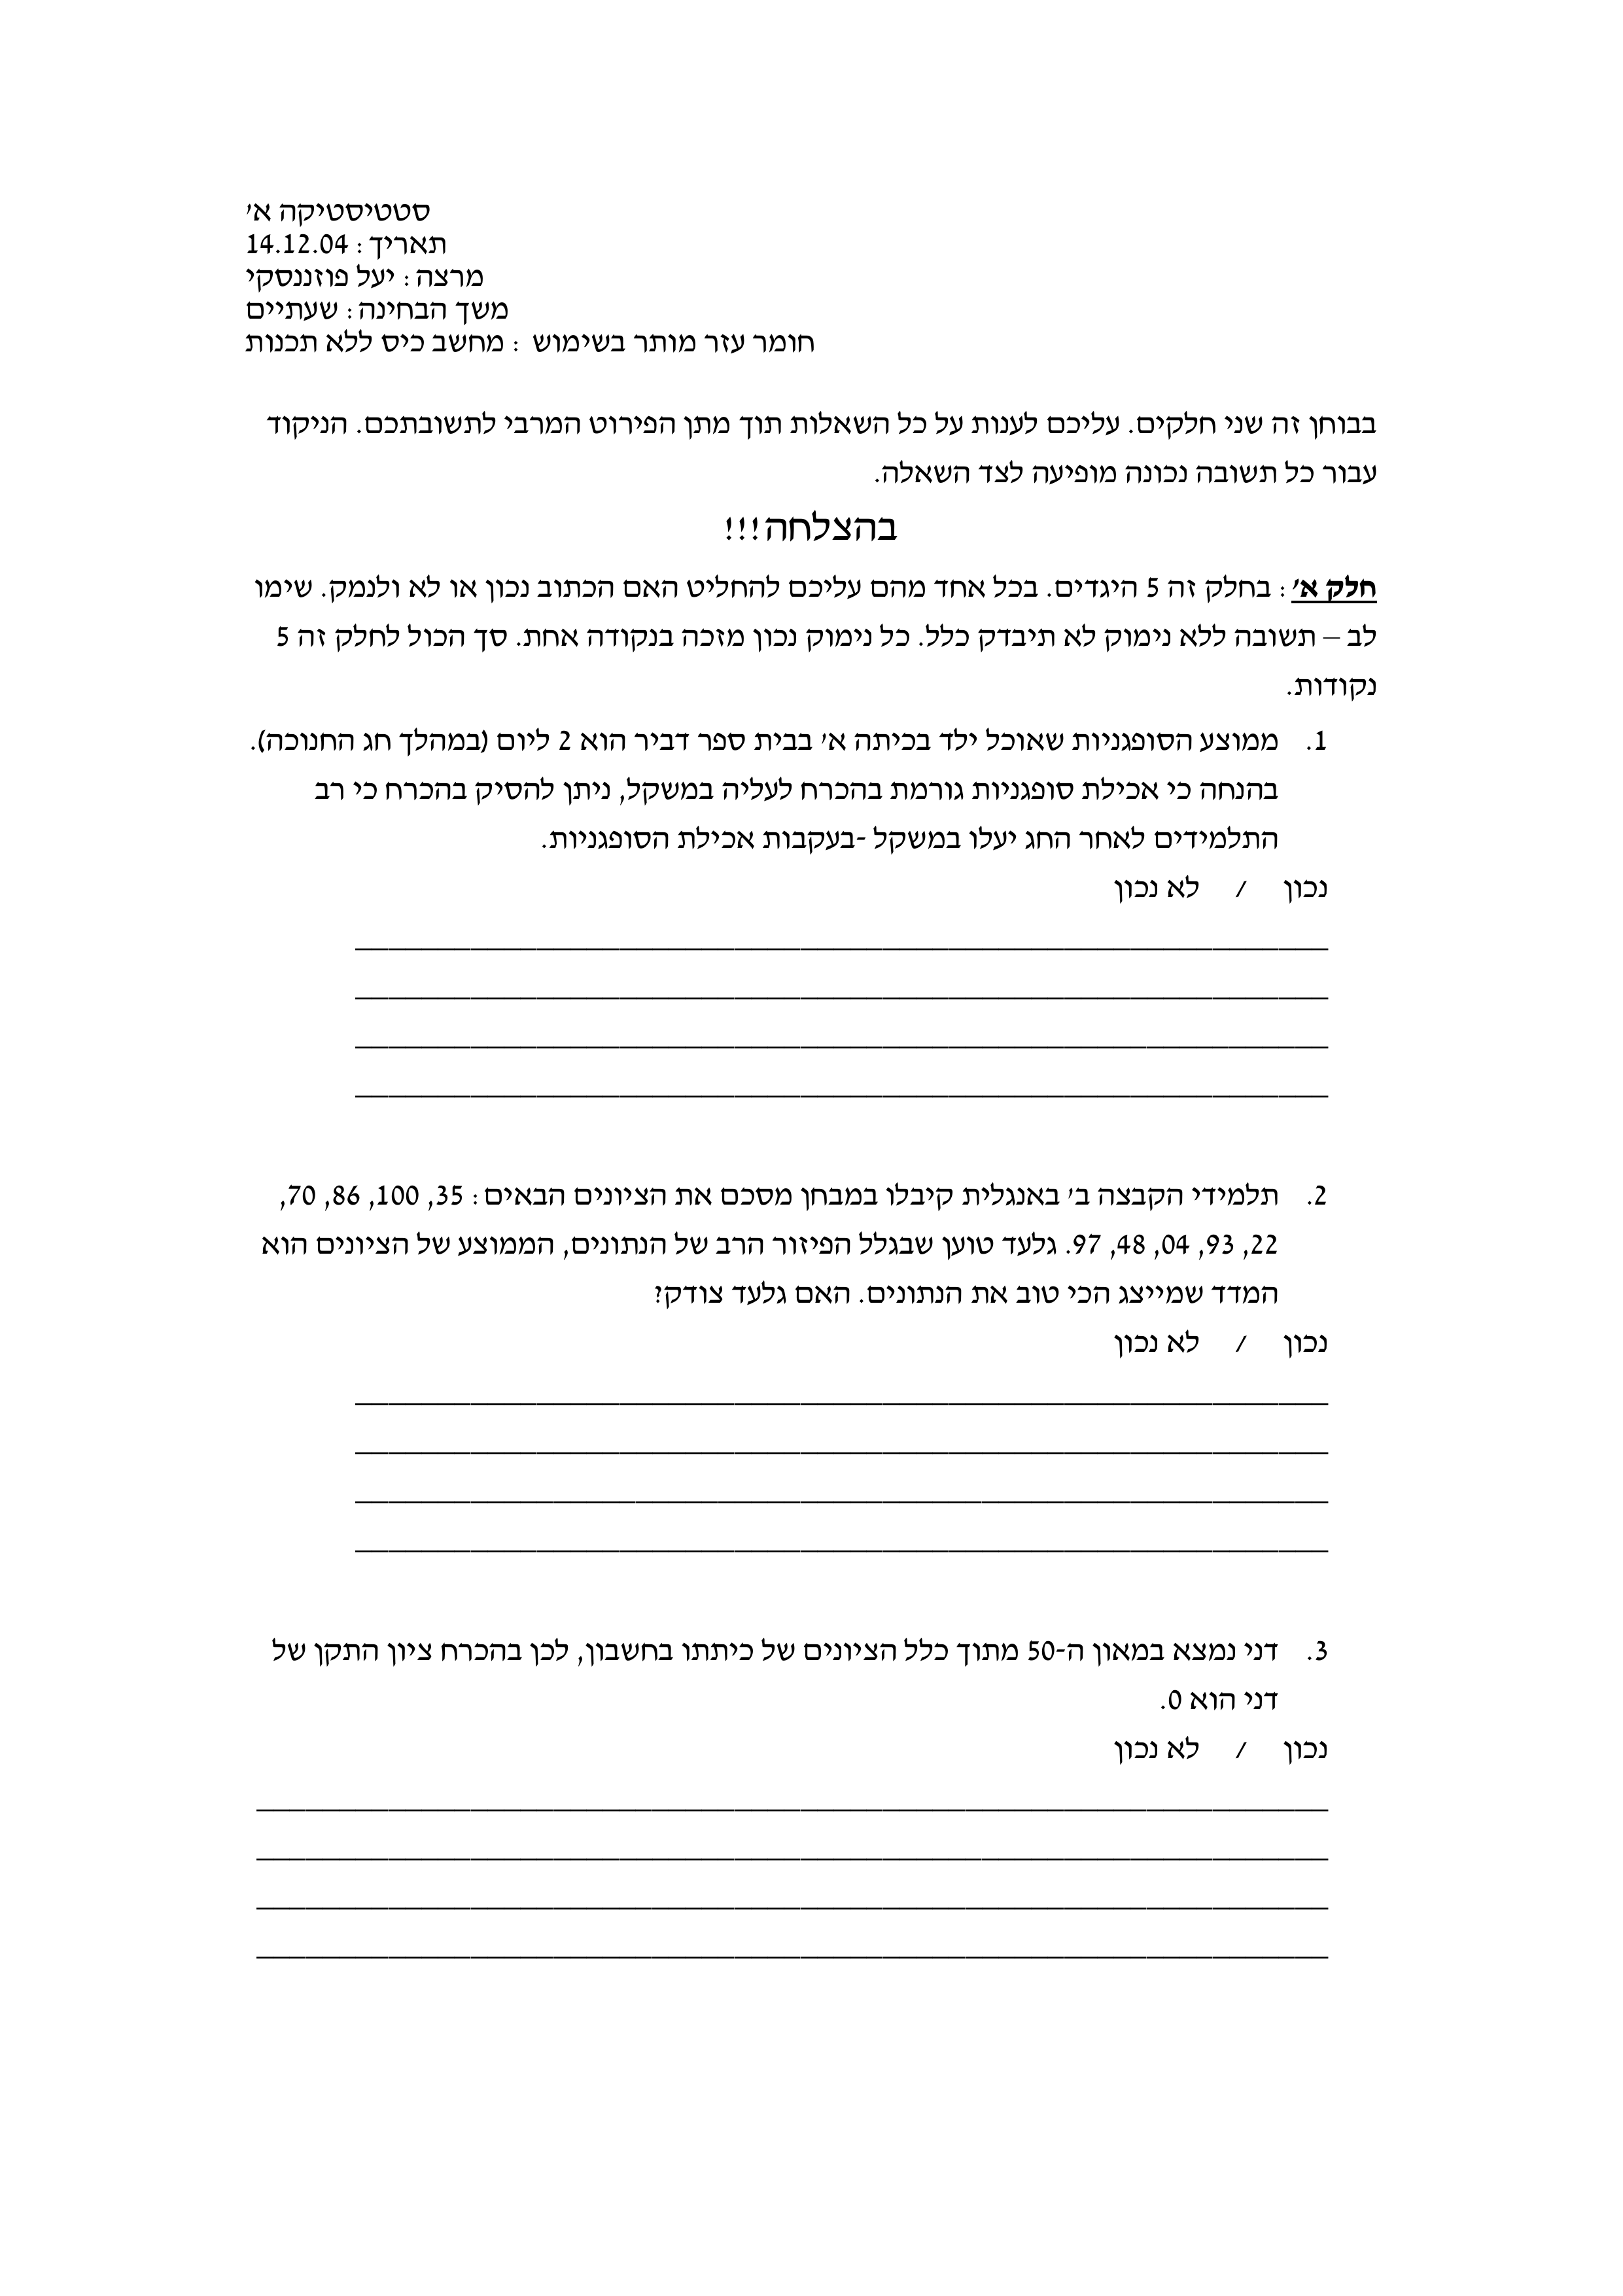 סטטיסטיקה א'
תאריך: 14.12.04
מרצה: יעל פוזננסקי
משך הבחינה: שעתיים
חומר עזר מותר בשימוש : מחשב כיס ללא תכנות
בבוחן זה שני חלקים. עליכם לענות על כל השאלות תוך מתן הפירוט המרבי לתשובתכם. הניקוד
עבור כל תשובה נכונה מופיעה לצד השאלה.
בהצלחה!!!
חלק א': בחלק זה 5 היגדים. בכל אחד מהם עליכם להחליט האם הכתוב נכון או לא ולנמק. שימו
לב – תשובה ללא נימוק לא תיבדק כלל. כל נימוק נכון מזכה בנקודה אחת. סך הכול לחלק זה 5
נקודות.
1. ממוצע הסופגניות שאוכל ילד בכיתה א' בבית ספר דביר הוא 2 ליום (במהלך חג החנוכה).
בהנחה כי אכילת סופגניות גורמת בהכרח לעליה במשקל, ניתן להסיק בהכרח כי רב
התלמידים לאחר החג יעלו במשקל -בעקבות אכילת הסופגניות.
נכון / לא נכון
2. תלמידי הקבצה ב' באנגלית קיבלו במבחן מסכם את הציונים הבאים: 35, 100, 86, 70,
22, 93, 04, 48, 97. גלעד טוען שבגלל הפיזור הרב של הנתונים, הממוצע של הציונים הוא
המדד שמייצג הכי טוב את הנתונים. האם גלעד צודק?
נכון / לא נכון
3. דני נמצא במאון ה-50 מתוך כלל הציונים של כיתתו בחשבון, לכן בהכרח ציון התקן של
דני הוא 0.
נכון / לא נכון